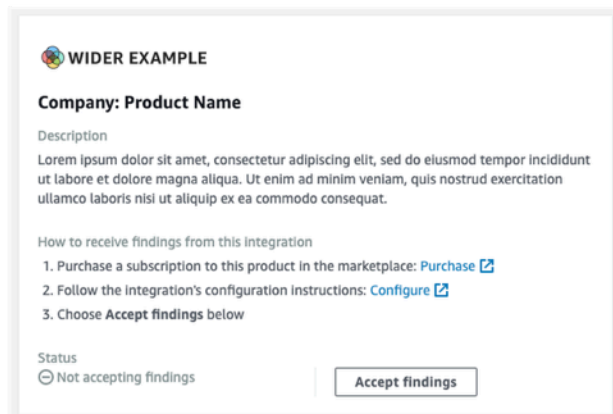 WIDER EXAMPLE
Company: Product Name
Description
Lorem ipsum dolor sit amet, consectetur adipiscing elit, sed do eiusmod tempor incididunt
ut labore et dolore magna aliqua. Ut enim ad minim veniam, quis nostrud exercitation
ullamco laboris nisi ut aliquip ex ea commodo consequat.
How to receive findings from this integration
1. Purchase a subscription to this product in the marketplace: Purchase
2. Follow the integration's configuration instructions: Configure
3. Choose Accept findings below
Status
Not accepting findings
Accept findings